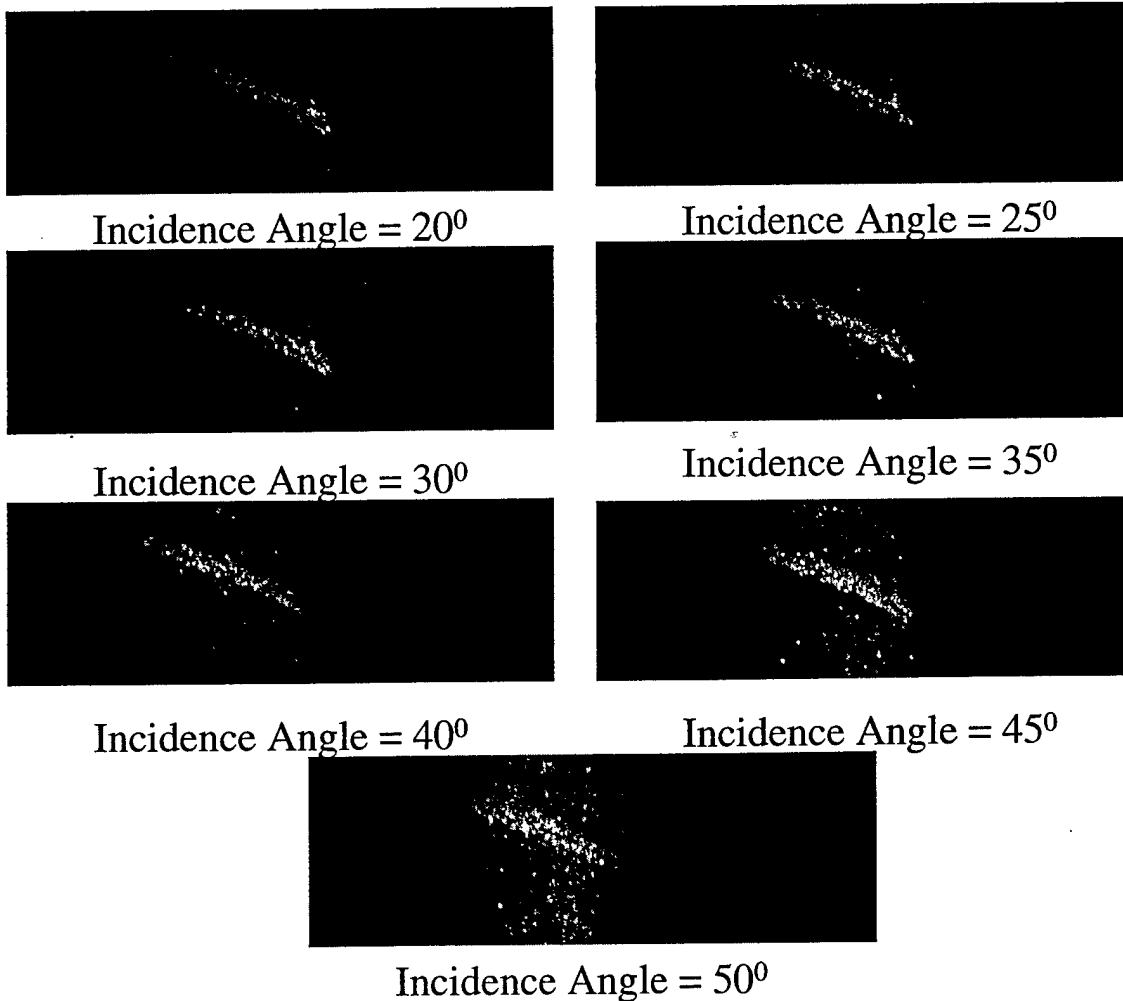 Incidence Angle = 20⁰
Incidence Angle = 25⁰
Incidence Angle = 30⁰
Incidence Angle = 35⁰
Incidence Angle = 40⁰
Incidence Angle = 45⁰
Incidence Angle = 50⁰